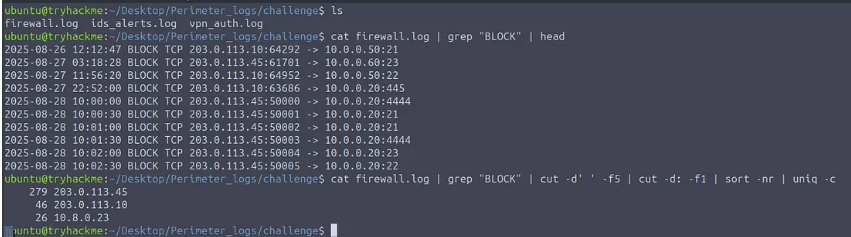 ubuntu@tryhackme:~/Desktop/Perimeter_logs/challenge$ ls
firewall.log  ids_alerts.log  vpn_auth.log
ubuntu@tryhackme:~/Desktop/Perimeter_logs/challenge$ cat firewall.log | grep "BLOCK" | head
2025-08-26 12:12:47 BLOCK TCP 203.0.113.10:64292 -> 10.0.0.50:21
2025-08-27 03:18:28 BLOCK TCP 203.0.113.45:61701 -> 10.0.0.60:23
2025-08-27 11:56:20 BLOCK TCP 203.0.113.10:64952 -> 10.0.0.50:22
2025-08-27 22:52:00 BLOCK TCP 203.0.113.10:63686 -> 10.0.0.20:445
2025-08-28 10:00:00 BLOCK TCP 203.0.113.45:50000 -> 10.0.0.20:4444
2025-08-28 10:00:30 BLOCK TCP 203.0.113.45:50001 -> 10.0.0.20:21
2025-08-28 10:01:00 BLOCK TCP 203.0.113.45:50002 -> 10.0.0.20:21
2025-08-28 10:01:30 BLOCK TCP 203.0.113.45:50003 -> 10.0.0.20:4444
2025-08-28 10:02:00 BLOCK TCP 203.0.113.45:50004 -> 10.0.0.20:23
2025-08-28 10:02:30 BLOCK TCP 203.0.113.45:50005 -> 10.0.0.20:22
ubuntu@tryhackme:~/Desktop/Perimeter_logs/challenge$ cat firewall.log | grep "BLOCK" | cut -d' ' -f5 | cut -d: -f1 | sort -nr | uniq -c
279 203.0.113.45
46 203.0.113.10
26 10.8.0.23
ubuntu@tryhackme:~/Desktop/Perimeter_logs/challenge$